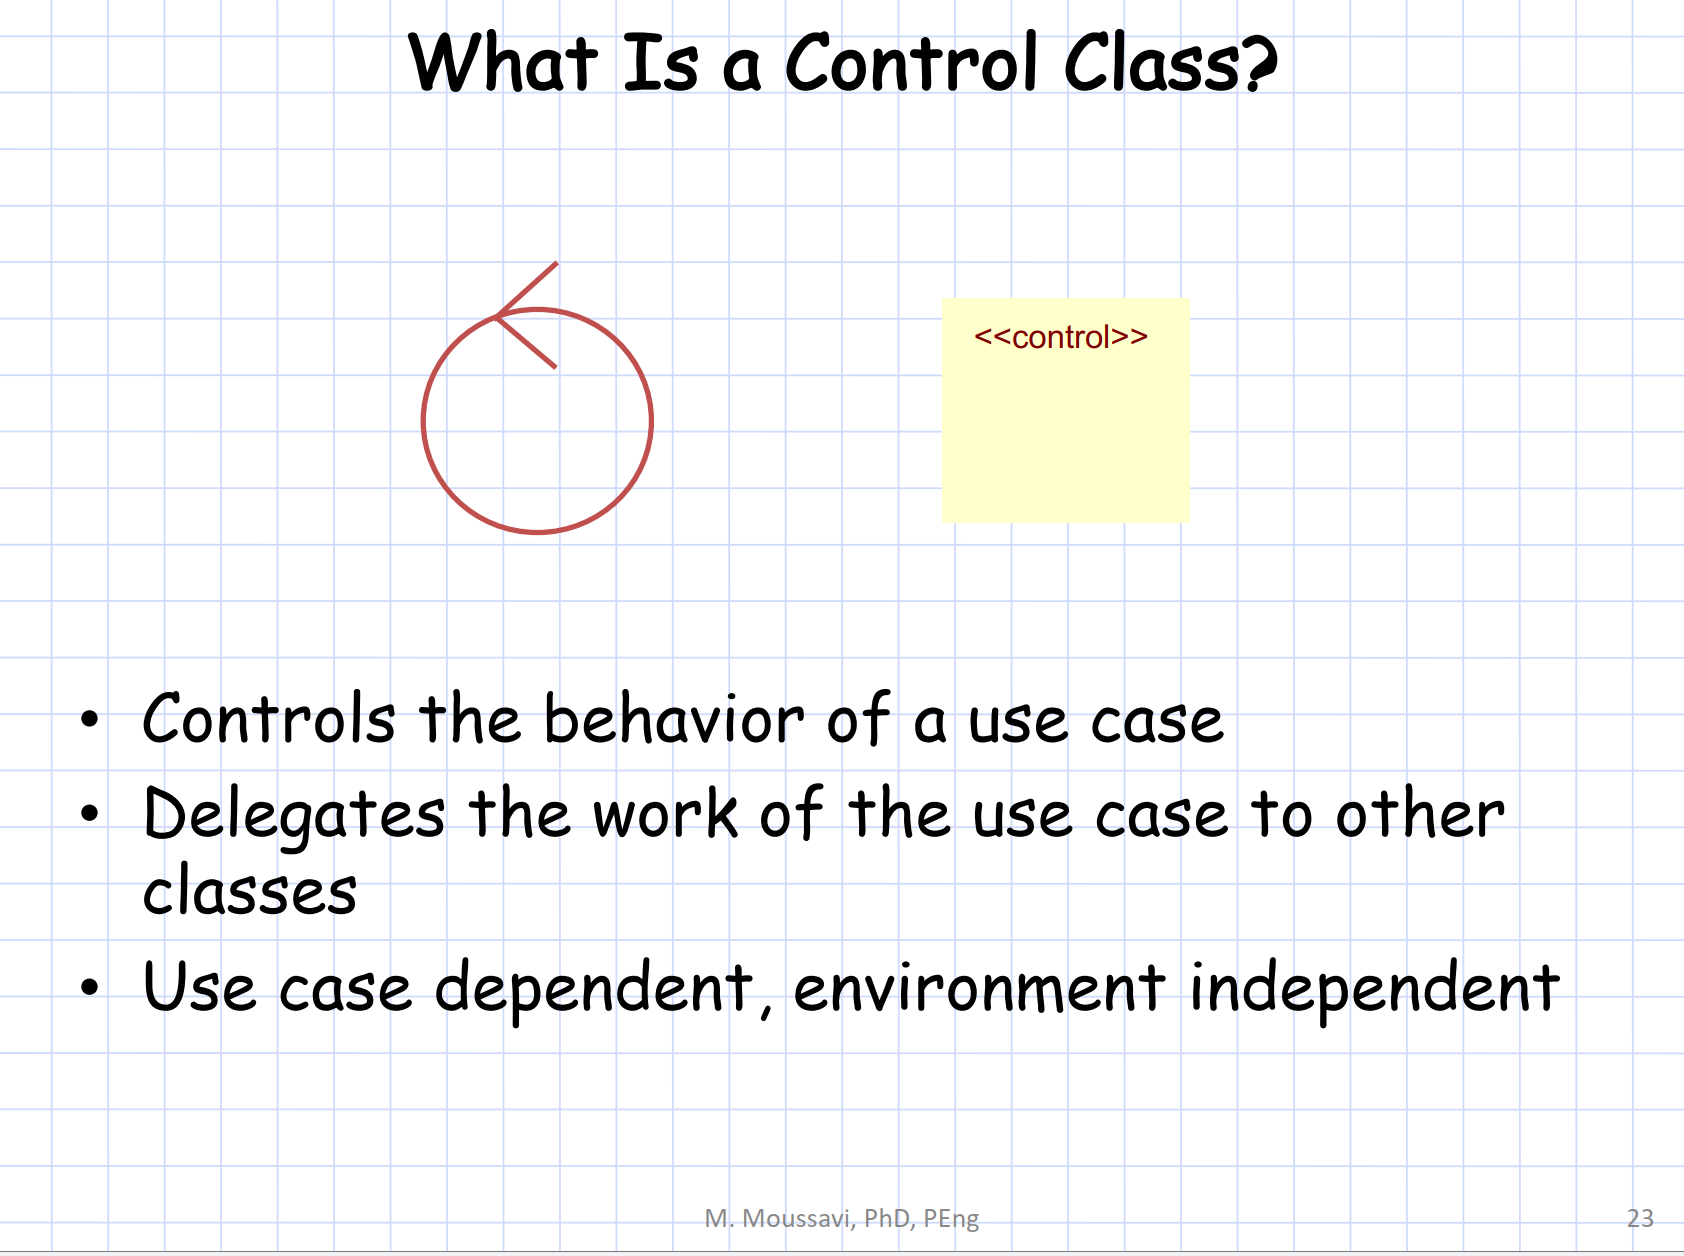 What Is a Control Class?
<<control>>
• Controls the behavior of a use case
• Delegates the work of the use case to other
classes
• Use case dependent, environment independent
M. Moussavi, PhD, PEng
23